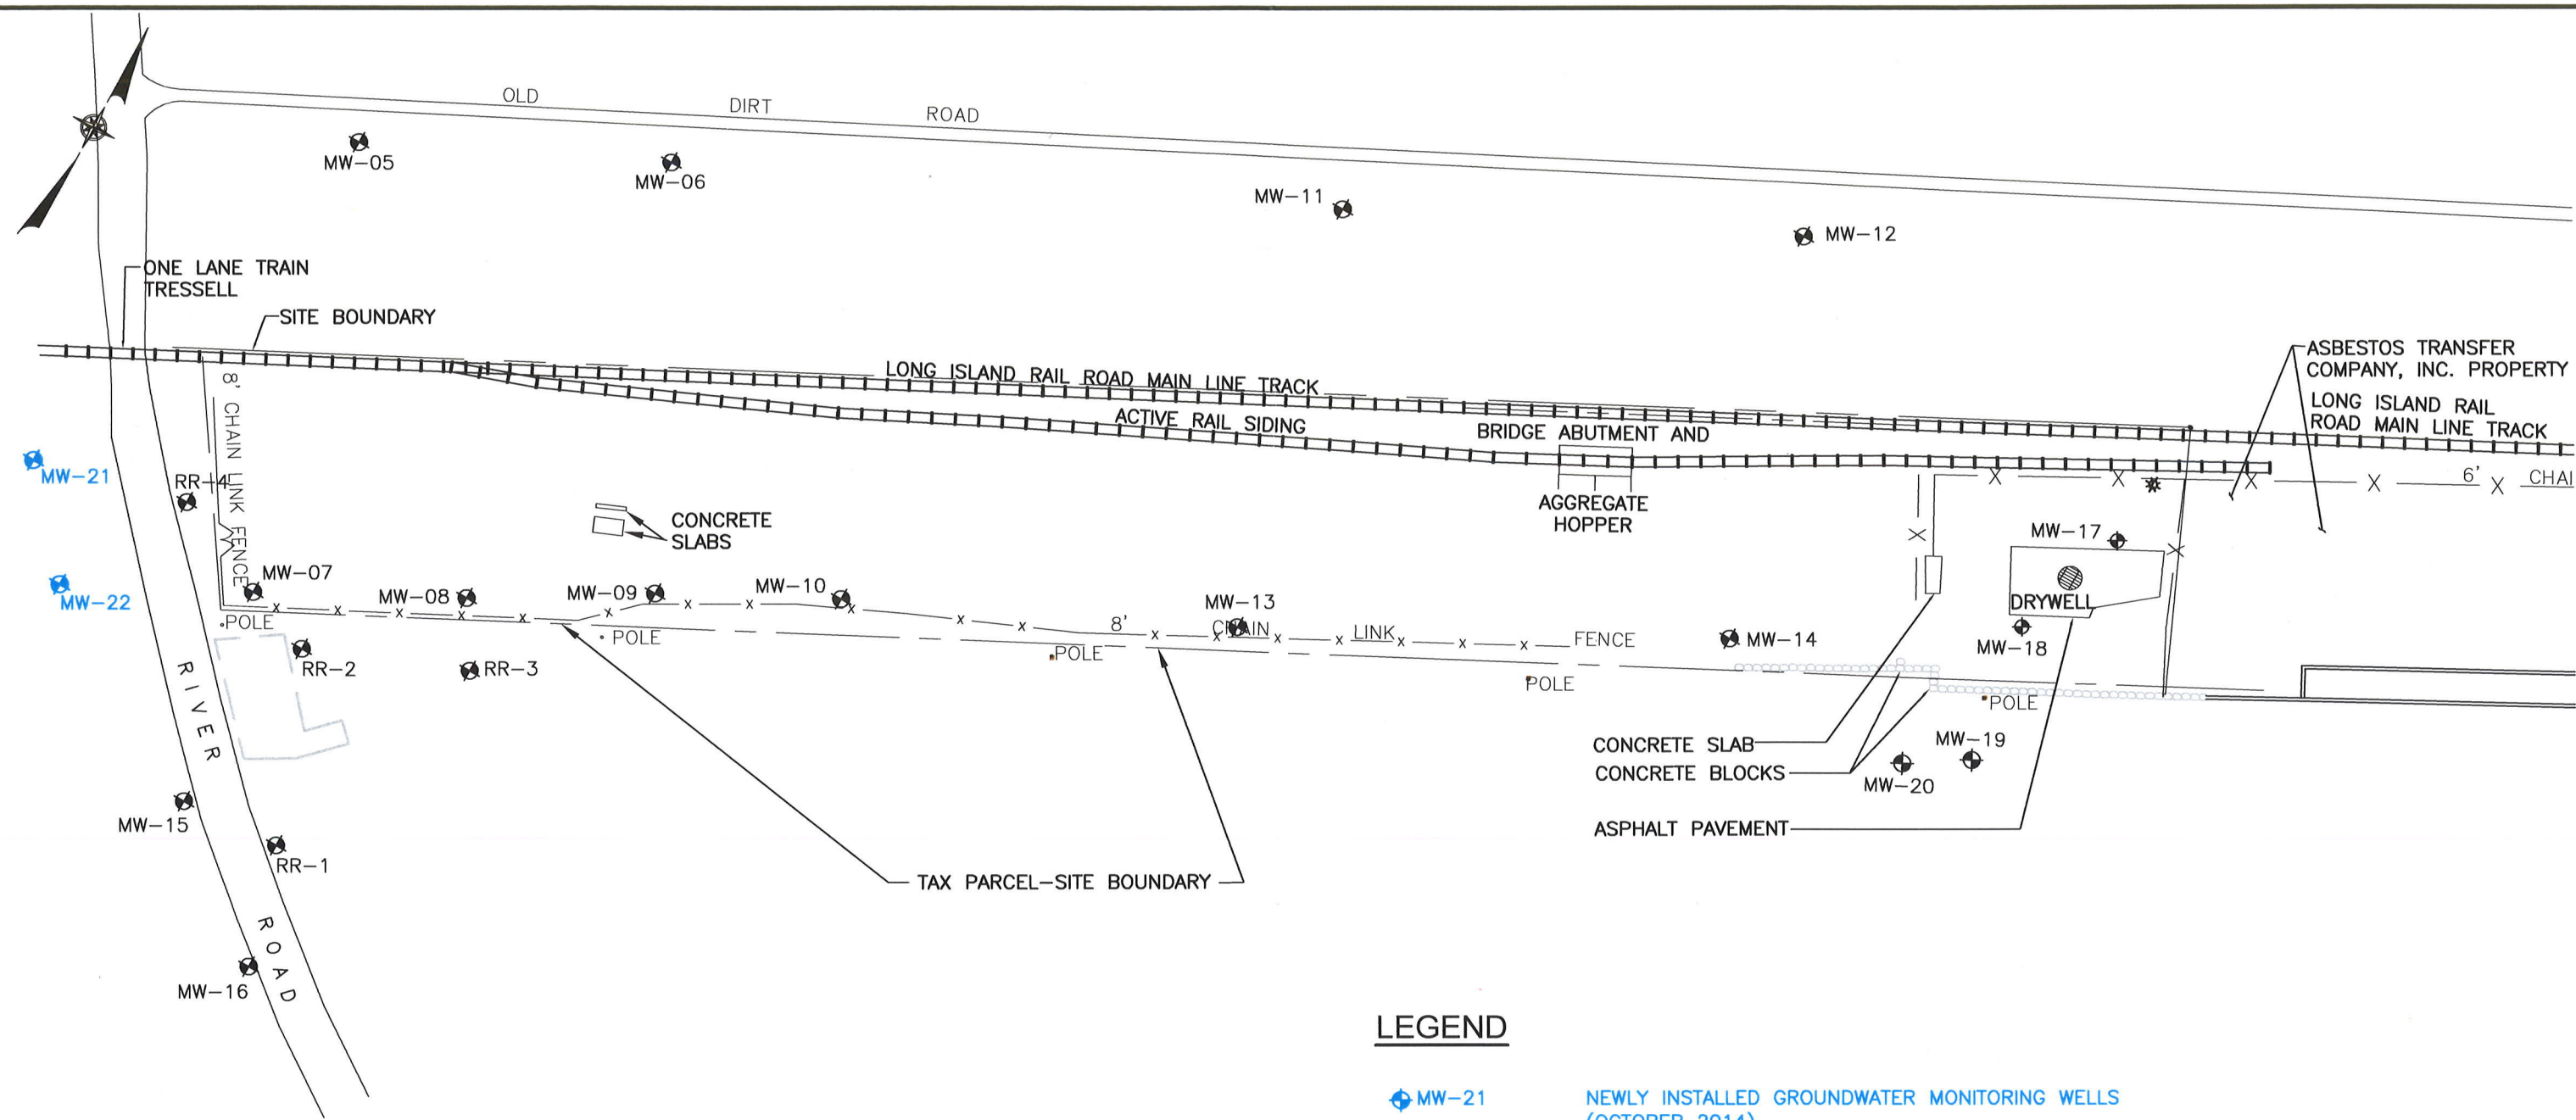 OLD DIRT ROAD
MW-05
MW-06
MW-11
MW-12
ONE LANE TRAIN
TRESSELL
SITE BOUNDARY
LONG ISLAND RAIL ROAD MAIN LINE TRACK
ACTIVE RAIL SIDING
BRIDGE ABUTMENT AND
AGGREGATE
HOPPER
ASBESTOS TRANSFER
COMPANY, INC. PROPERTY
LONG ISLAND RAIL
ROAD MAIN LINE TRACK
6' CHAI
8' CHAIN LINK FENCE
MW-21
RR-4
MW-22
MW-07
MW-08
MW-09
MW-10
CONCRETE
SLABS
MW-13
8' CHAIN LINK FENCE
MW-14
MW-17
DRYWELL
MW-18
POLE
POLE
POLE
POLE
POLE
RR-2
RR-3
RIVER ROAD
MW-15
RR-1
MW-16
CONCRETE SLAB
CONCRETE BLOCKS
MW-19
MW-20
ASPHALT PAVEMENT
TAX PARCEL-SITE BOUNDARY
LEGEND
MW-21 NEWLY INSTALLED GROUNDWATER MONITORING WELLS
(OCTOBER 2014)